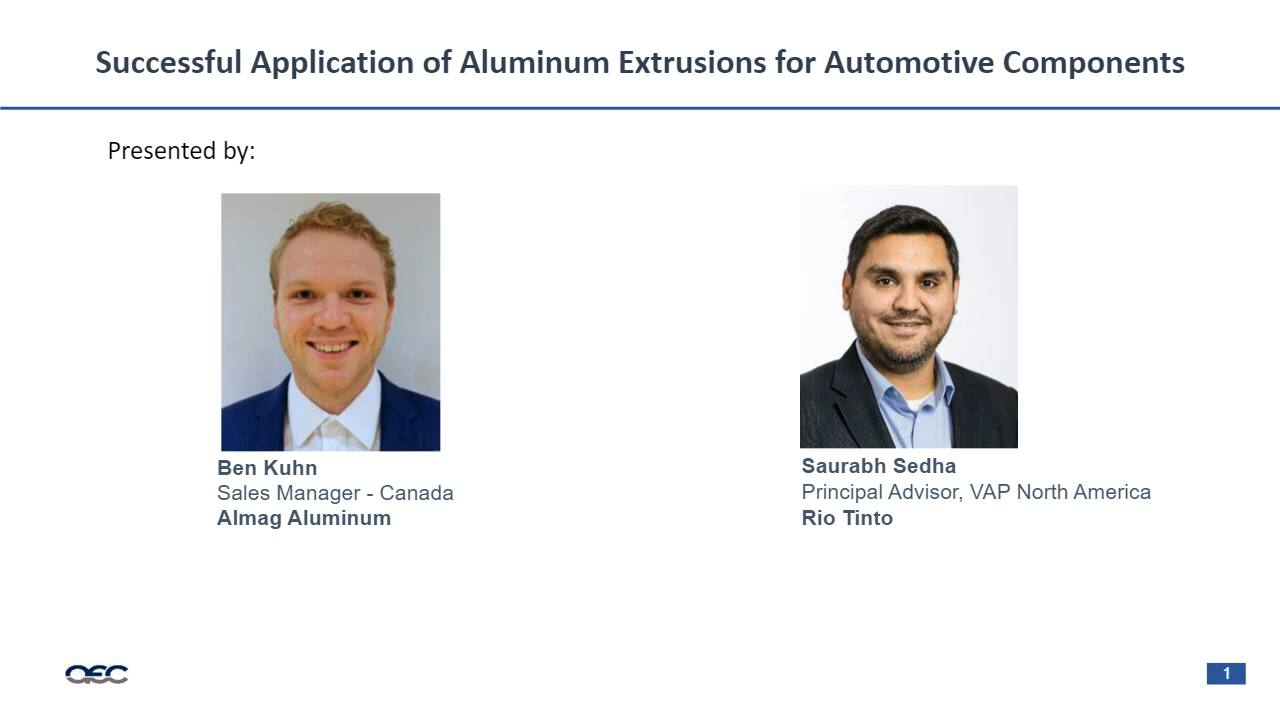 Successful Application of Aluminum Extrusions for Automotive Components
Presented by:
Ben Kuhn
Sales Manager - Canada
Almag Aluminum
Saurabh Sedha
Principal Advisor, VAP North America
Rio Tinto
aec
1